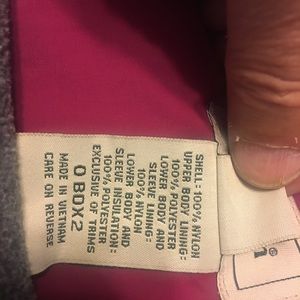 SHELL: 100% NYLON
UPPER BODY LINING:
100% POLYESTER
LOWER BODY AND
SLEEVE LINING:
100% NYLON
LOWER BODY AND
SLEEVE INSULATION:
100% POLYESTER
EXCLUSIVE OF TRIMS
O BDX2
MADE IN VIETNAM
CARE ON REVERSE